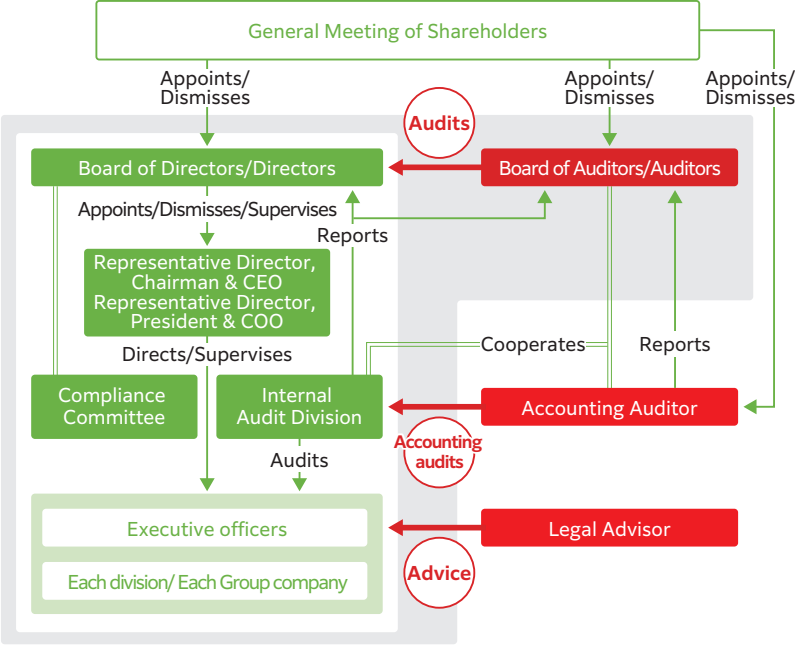 General Meeting of Shareholders
Appoints/
Dismisses
Appoints/
Dismisses
Appoints/
Dismisses
Audits
Board of Directors/Directors
Board of Auditors/Auditors
Appoints/Dismisses/Supervises
Reports
Representative Director,
Chairman & CEO
Representative Director,
President & COO
Directs/Supervises
Cooperates
Reports
Compliance
Committee
Internal
Audit Division
Accounting Auditor
Accounting
audits
Audits
Executive officers
Legal Advisor
Each division/ Each Group company
Advice